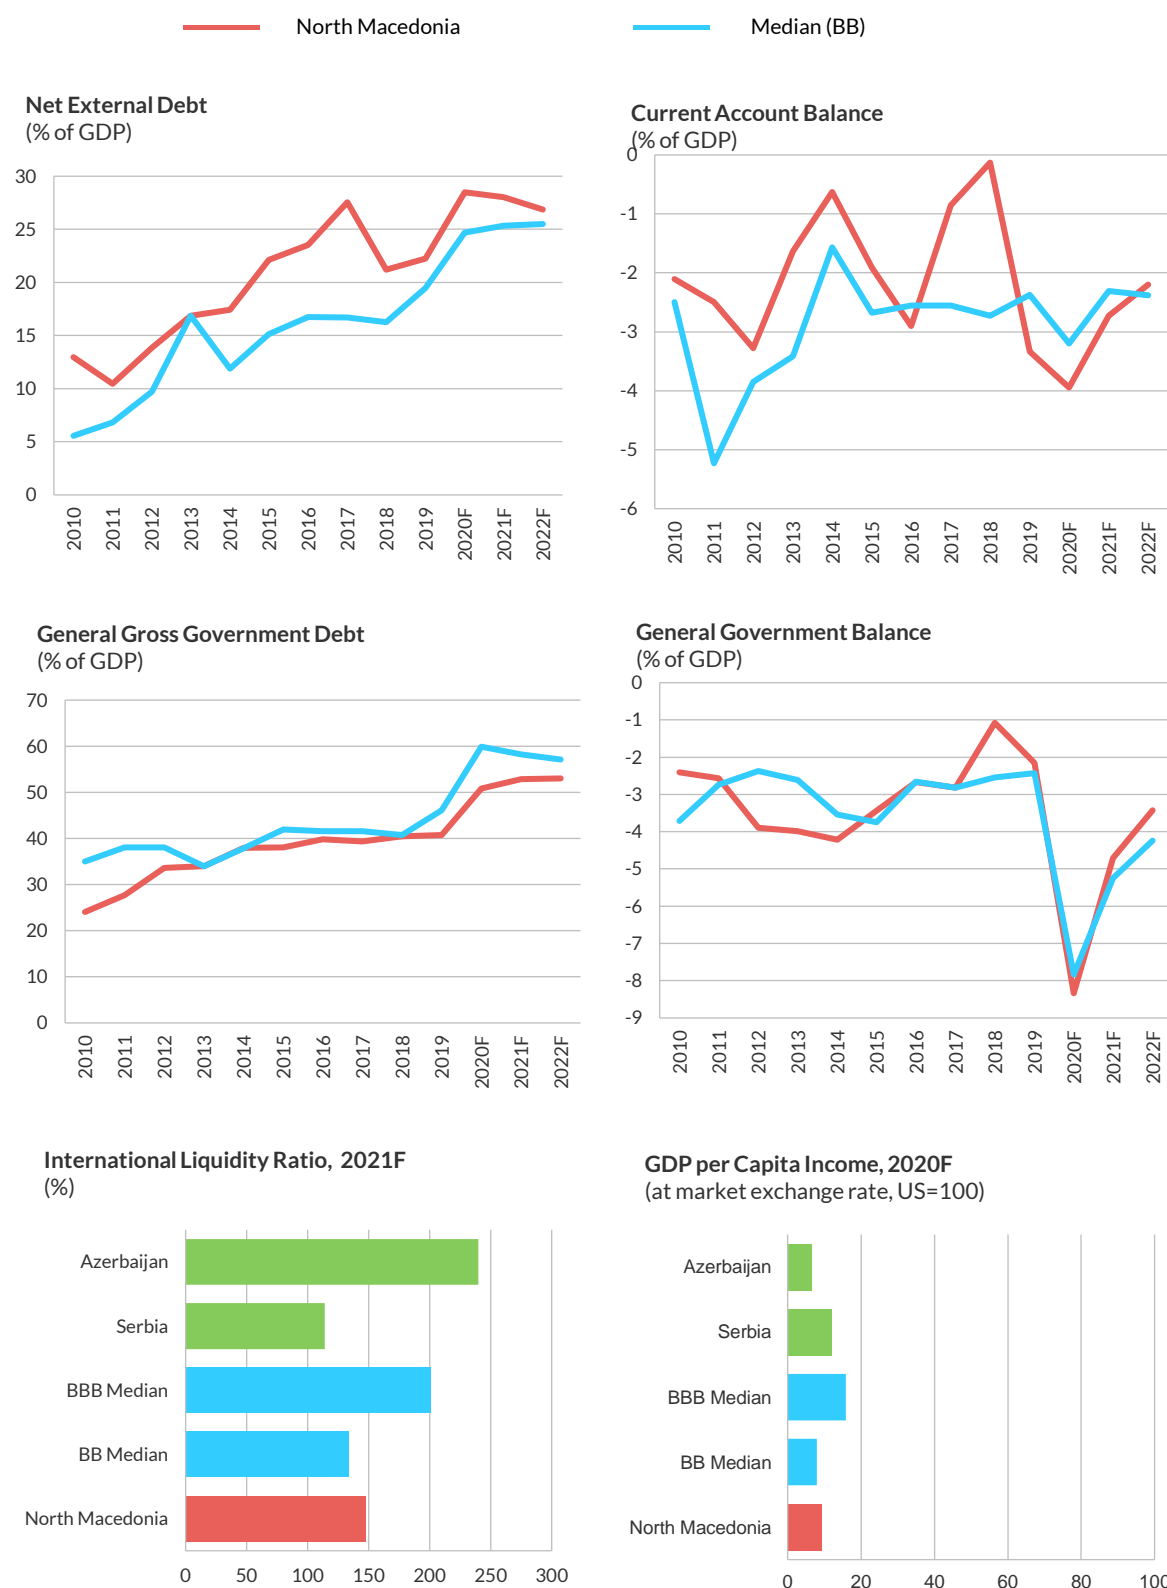 North Macedonia
Median (BB)
Net External Debt
(% of GDP)
30
25
20
15
10
5
0
2010
2011
2012
2013
2014
2015
2016
2017
2018
2019
2020F
2021F
2022F
Current Account Balance
(% of GDP)
0
-1
-2
-3
-4
-5
-6
2010
2011
2012
2013
2014
2015
2016
2017
2018
2019
2020F
2021F
2022F
General Gross Government Debt
(% of GDP)
70
60
50
40
30
20
10
0
2010
2011
2012
2013
2014
2015
2016
2017
2018
2019
2020F
2021F
2022F
General Government Balance
(% of GDP)
0
-1
-2
-3
-4
-5
-6
-7
-8
-9
2010
2011
2012
2013
2014
2015
2016
2017
2018
2019
2020F
2021F
2022F
International Liquidity Ratio, 2021F
(%)
Azerbaijan
Serbia
BBB Median
BB Median
North Macedonia
0 50 100 150 200 250 300
GDP per Capita Income, 2020F
(at market exchange rate, US=100)
Azerbaijan
Serbia
BBB Median
BB Median
North Macedonia
0 20 40 60 80 100